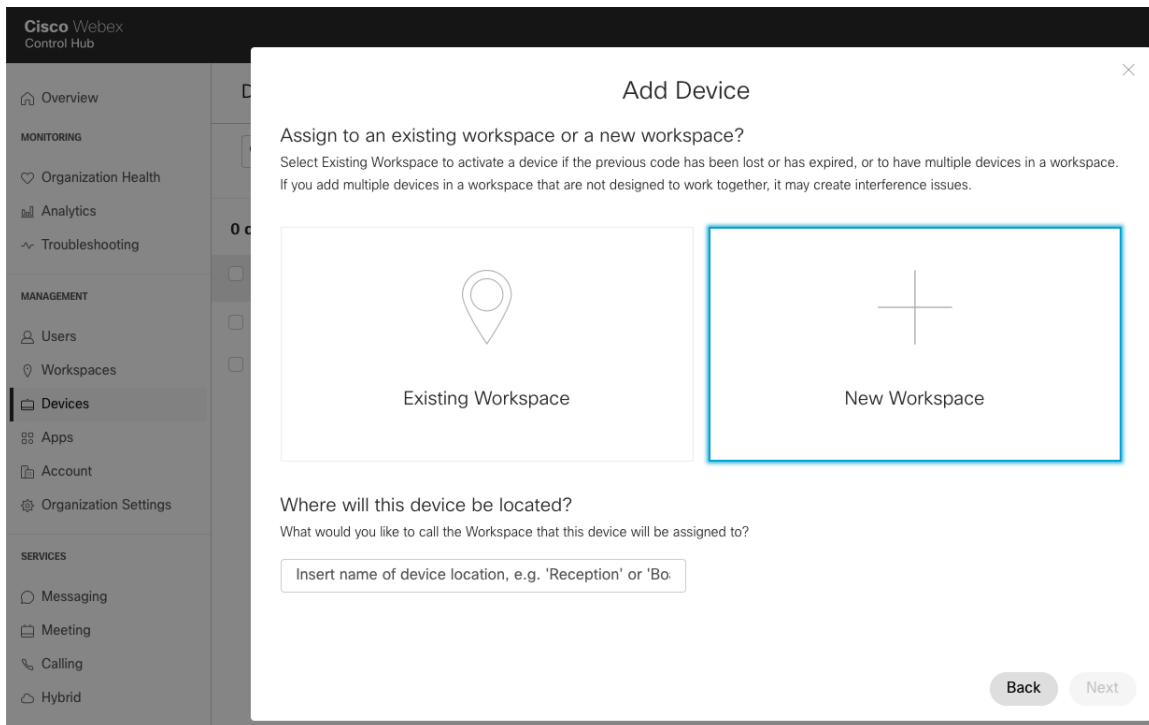 Cisco Webex
Control Hub
Overview
MONITORING
Organization Health
Analytics
Troubleshooting
MANAGEMENT
Users
Workspaces
Devices
Apps
Account
Organization Settings
SERVICES
Messaging
Meeting
Calling
Hybrid
D
0 d
Add Device
Assign to an existing workspace or a new workspace?
Select Existing Workspace to activate a device if the previous code has been lost or has expired, or to have multiple devices in a workspace.
If you add multiple devices in a workspace that are not designed to work together, it may create interference issues.
Existing Workspace
New Workspace
Where will this device be located?
What would you like to call the Workspace that this device will be assigned to?
Insert name of device location, e.g. 'Reception' or 'Bo
Back
Next